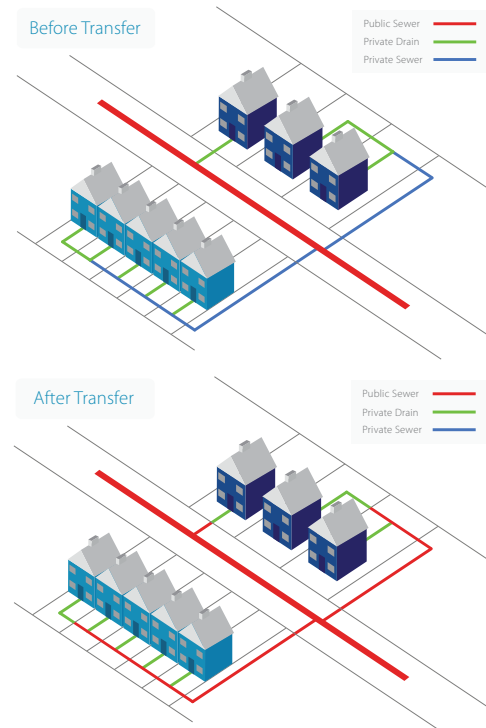 Before Transfer
Public Sewer
Private Drain
Private Sewer
After Transfer
Public Sewer
Private Drain
Private Sewer